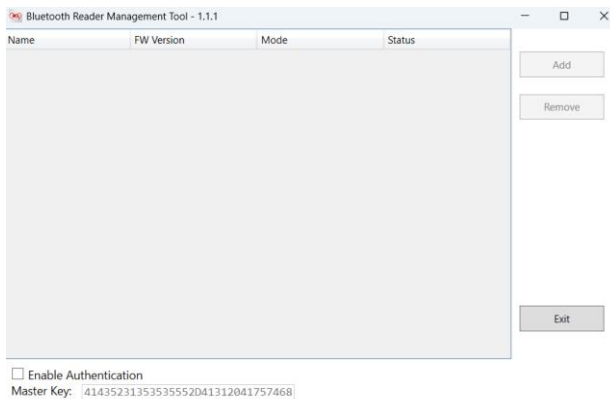 Bluetooth Reader Management Tool - 1.1.1
Name FW Version Mode Status
Add
Remove
Exit
Enable Authentication
Master Key: 41435231353535552D41312041757468